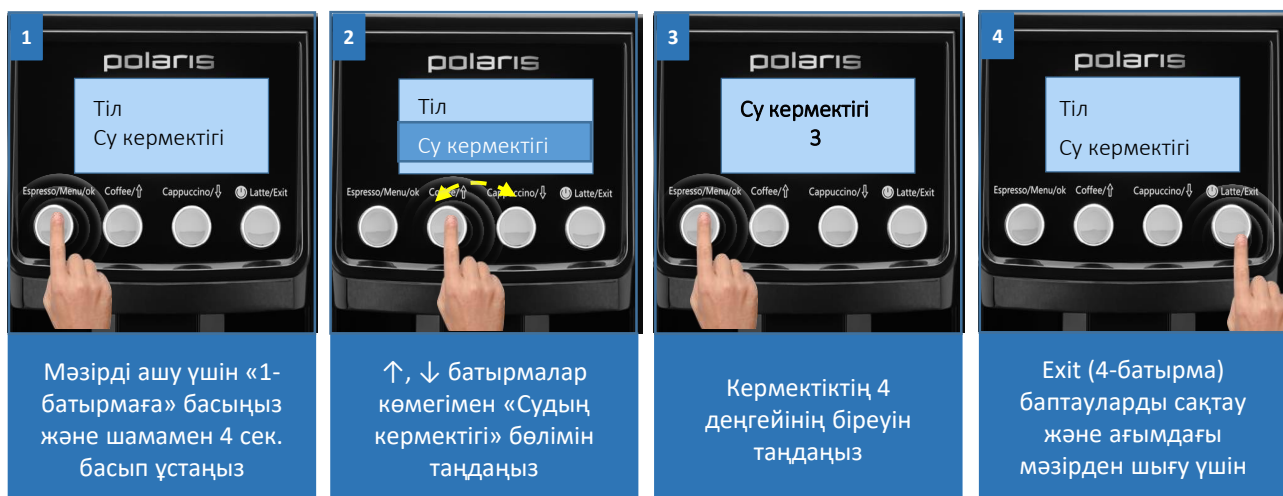 1
polaris
Тіл
Су кермектігі
Espresso/Menu/ok Coffee/⇧ Cappuccino/⇩ Latte/Exit
Мәзірді ашу үшін «1-
батырмаға» басыңыз
және шамамен 4 сек.
басып ұстаңыз
2
polaris
Тіл
Су кермектігі
Espresso/Menu/ok Coffee/⇧ Cappuccino/⇩ Latte/Exit
↑, ↓ батырмалар
көмегімен «Судың
кермектігі» бөлімін
таңдаңыз
3
polaris
Су кермектігі
3
Espresso/Menu/ok Coffee/⇧ Cappuccino/⇩ Latte/Exit
Кермектіктің 4
деңгейінің біреуін
таңдаңыз
4
polaris
Тіл
Су кермектігі
Espresso/Menu/ok Coffee/⇧ Cappuccino/⇩ Latte/Exit
Exit (4-батырма)
баптауларды сақтау
және ағымдағы
мәзірден шығу үшін